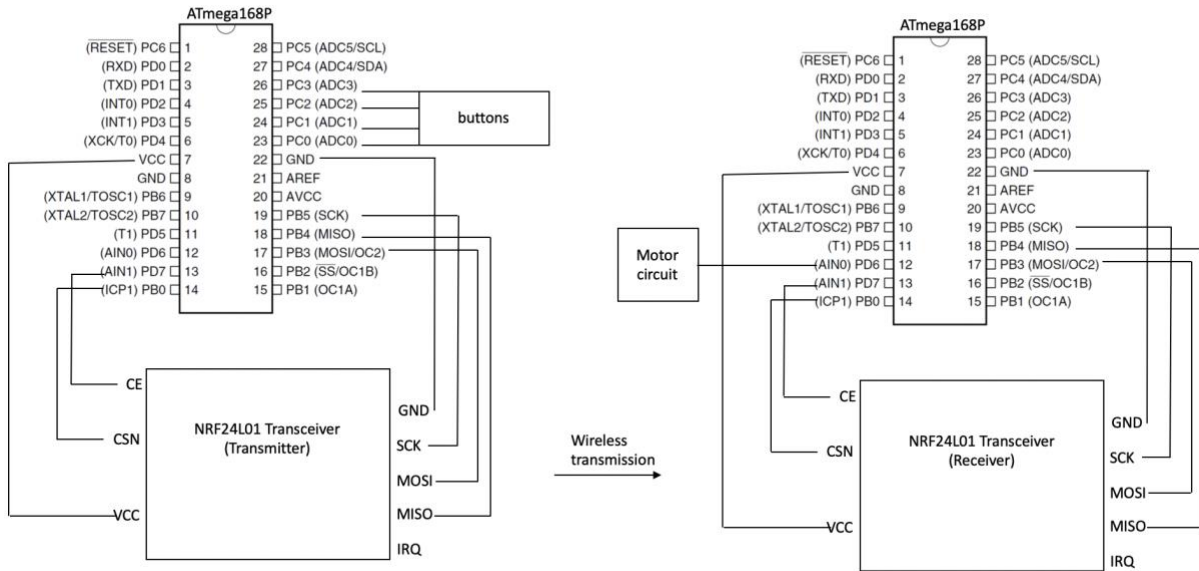 ATmega168P
(RESET) PC6 1 28 PC5 (ADC5/SCL)
(RXD) PD0 2 27 PC4 (ADC4/SDA)
(TXD) PD1 3 26 PC3 (ADC3)
(INT0) PD2 4 25 PC2 (ADC2)
(INT1) PD3 5 24 PC1 (ADC1)
(XCK/T0) PD4 6 23 PC0 (ADC0)
VCC 7 22 GND
GND 8 21 AREF
(XTAL1/TOSC1) PB6 9 20 AVCC
(XTAL2/TOSC2) PB7 10 19 PB5 (SCK)
(T1) PD5 11 18 PB4 (MISO)
(AIN0) PD6 12 17 PB3 (MOSI/OC2)
(AIN1) PD7 13 16 PB2 (SS/OC1B)
(ICP1) PB0 14 15 PB1 (OC1A)
buttons
CE
CSN
VCC
NRF24L01 Transceiver
(Transmitter)
GND
SCK
MOSI
MISO
IRQ
Wireless
transmission
ATmega168P
(RESET) PC6 1 28 PC5 (ADC5/SCL)
(RXD) PD0 2 27 PC4 (ADC4/SDA)
(TXD) PD1 3 26 PC3 (ADC3)
(INT0) PD2 4 25 PC2 (ADC2)
(INT1) PD3 5 24 PC1 (ADC1)
(XCK/T0) PD4 6 23 PC0 (ADC0)
VCC 7 22 GND
GND 8 21 AREF
(XTAL1/TOSC1) PB6 9 20 AVCC
(XTAL2/TOSC2) PB7 10 19 PB5 (SCK)
(T1) PD5 11 18 PB4 (MISO)
(AIN0) PD6 12 17 PB3 (MOSI/OC2)
(AIN1) PD7 13 16 PB2 (SS/OC1B)
(ICP1) PB0 14 15 PB1 (OC1A)
Motor
circuit
CE
CSN
VCC
NRF24L01 Transceiver
(Receiver)
GND
SCK
MOSI
MISO
IRQ